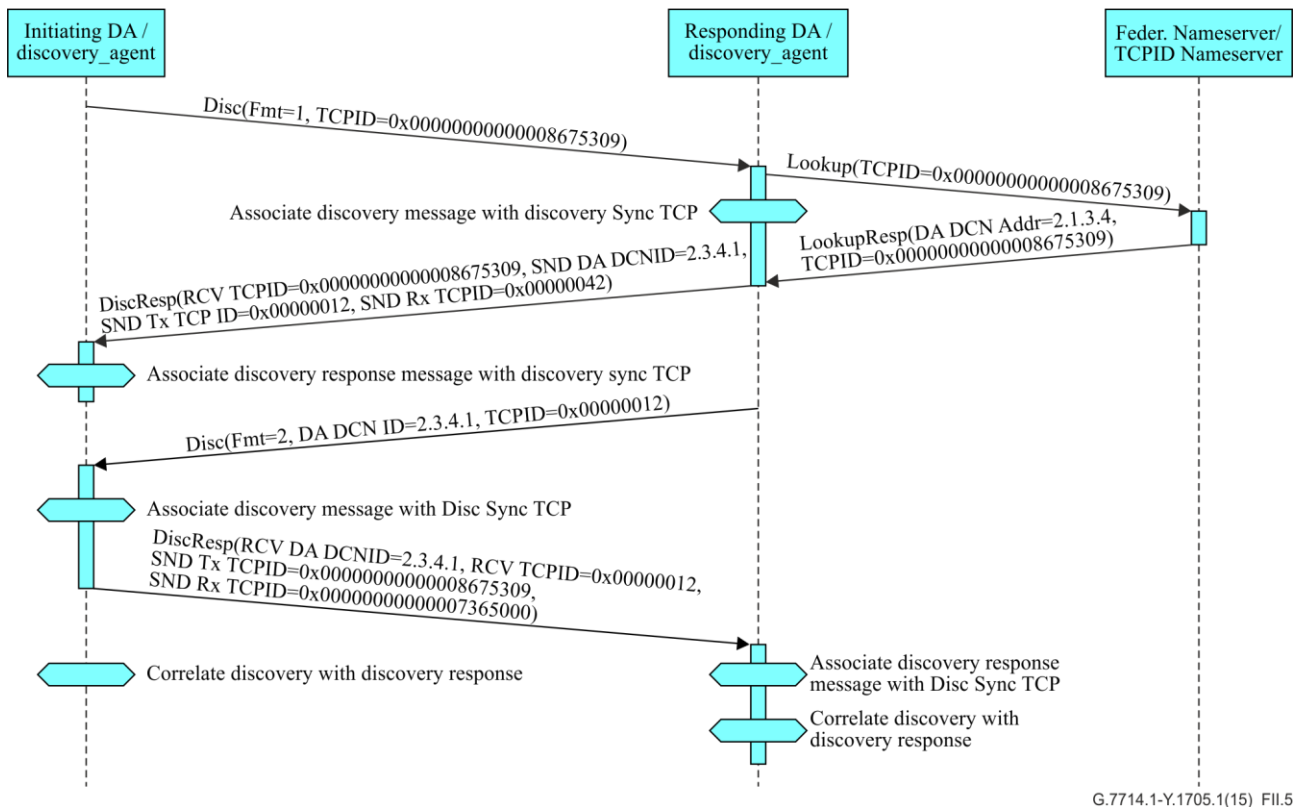 Initiating DA /
discovery_agent
Responding DA /
discovery_agent
Feder. Nameserver/
TCPID Nameserver
Disc(Fmt=1, TCPID=0x00000000000008675309)
Lookup(TCPID=0x00000000000008675309)
Associate discovery message with discovery Sync TCP
LookupResp(DA DCN Addr=2.1.3.4,
TCPID=0x00000000000008675309)
DiscResp(RCV TCPID=0x00000000000008675309, SND DA DCNID=2.3.4.1,
SND Tx TCP ID=0x00000012, SND Rx TCPID=0x00000042)
Associate discovery response message with discovery sync TCP
Disc(Fmt=2, DA DCN ID=2.3.4.1, TCPID=0x00000012)
Associate discovery message with Disc Sync TCP
DiscResp(RCV DA DCNID=2.3.4.1, RCV TCPID=0x00000012,
SND Tx TCPID=0x00000000000008675309,
SND Rx TCPID=0x00000000000007365000)
Correlate discovery with discovery response
Associate discovery response
message with Disc Sync TCP
Correlate discovery with
discovery response
G.7714.1-Y.1705.1(15) FII.5